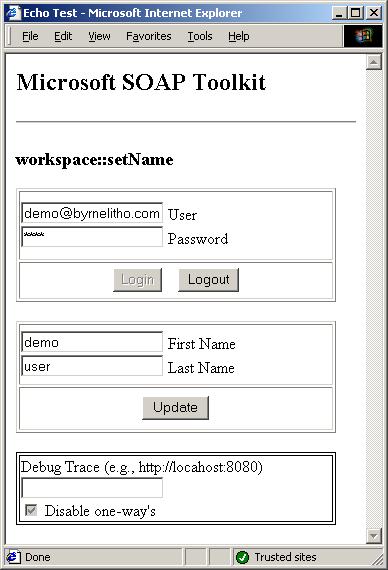 Echo Test - Microsoft Internet Explorer
File Edit View Favorites Tools Help
Microsoft SOAP Toolkit
workspace::setName
demo@byrnelitho.com User
**** Password
Login Logout
demo First Name
user Last Name
Update
Debug Trace (e.g., http://locahost:8080)
Disable one-way's
Done Trusted sites